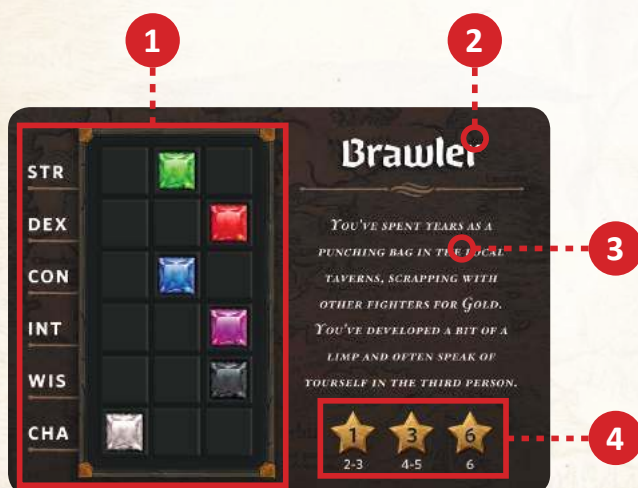 1
2
STR
DEX
CON
INT
WIS
CHA
Brawler
You've spent years as a
punching bag in the local
taverns, scrapping with
other fighters for Gold.
You've developed a bit of a
limp and often speak of
yourself in the third person.
3
1 3 6
2-3 4-5 6
4